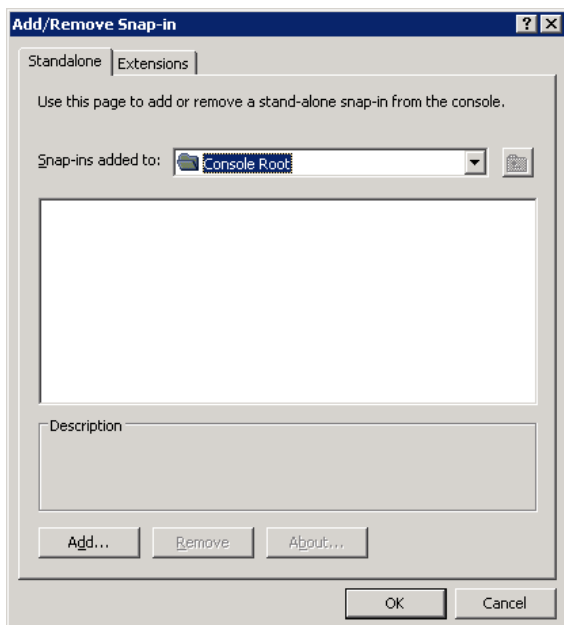 Add/Remove Snap-in
Standalone
Extensions
Use this page to add or remove a stand-alone snap-in from the console.
Snap-ins added to:
Console Root
Description
Add...
Remove
About...
OK
Cancel